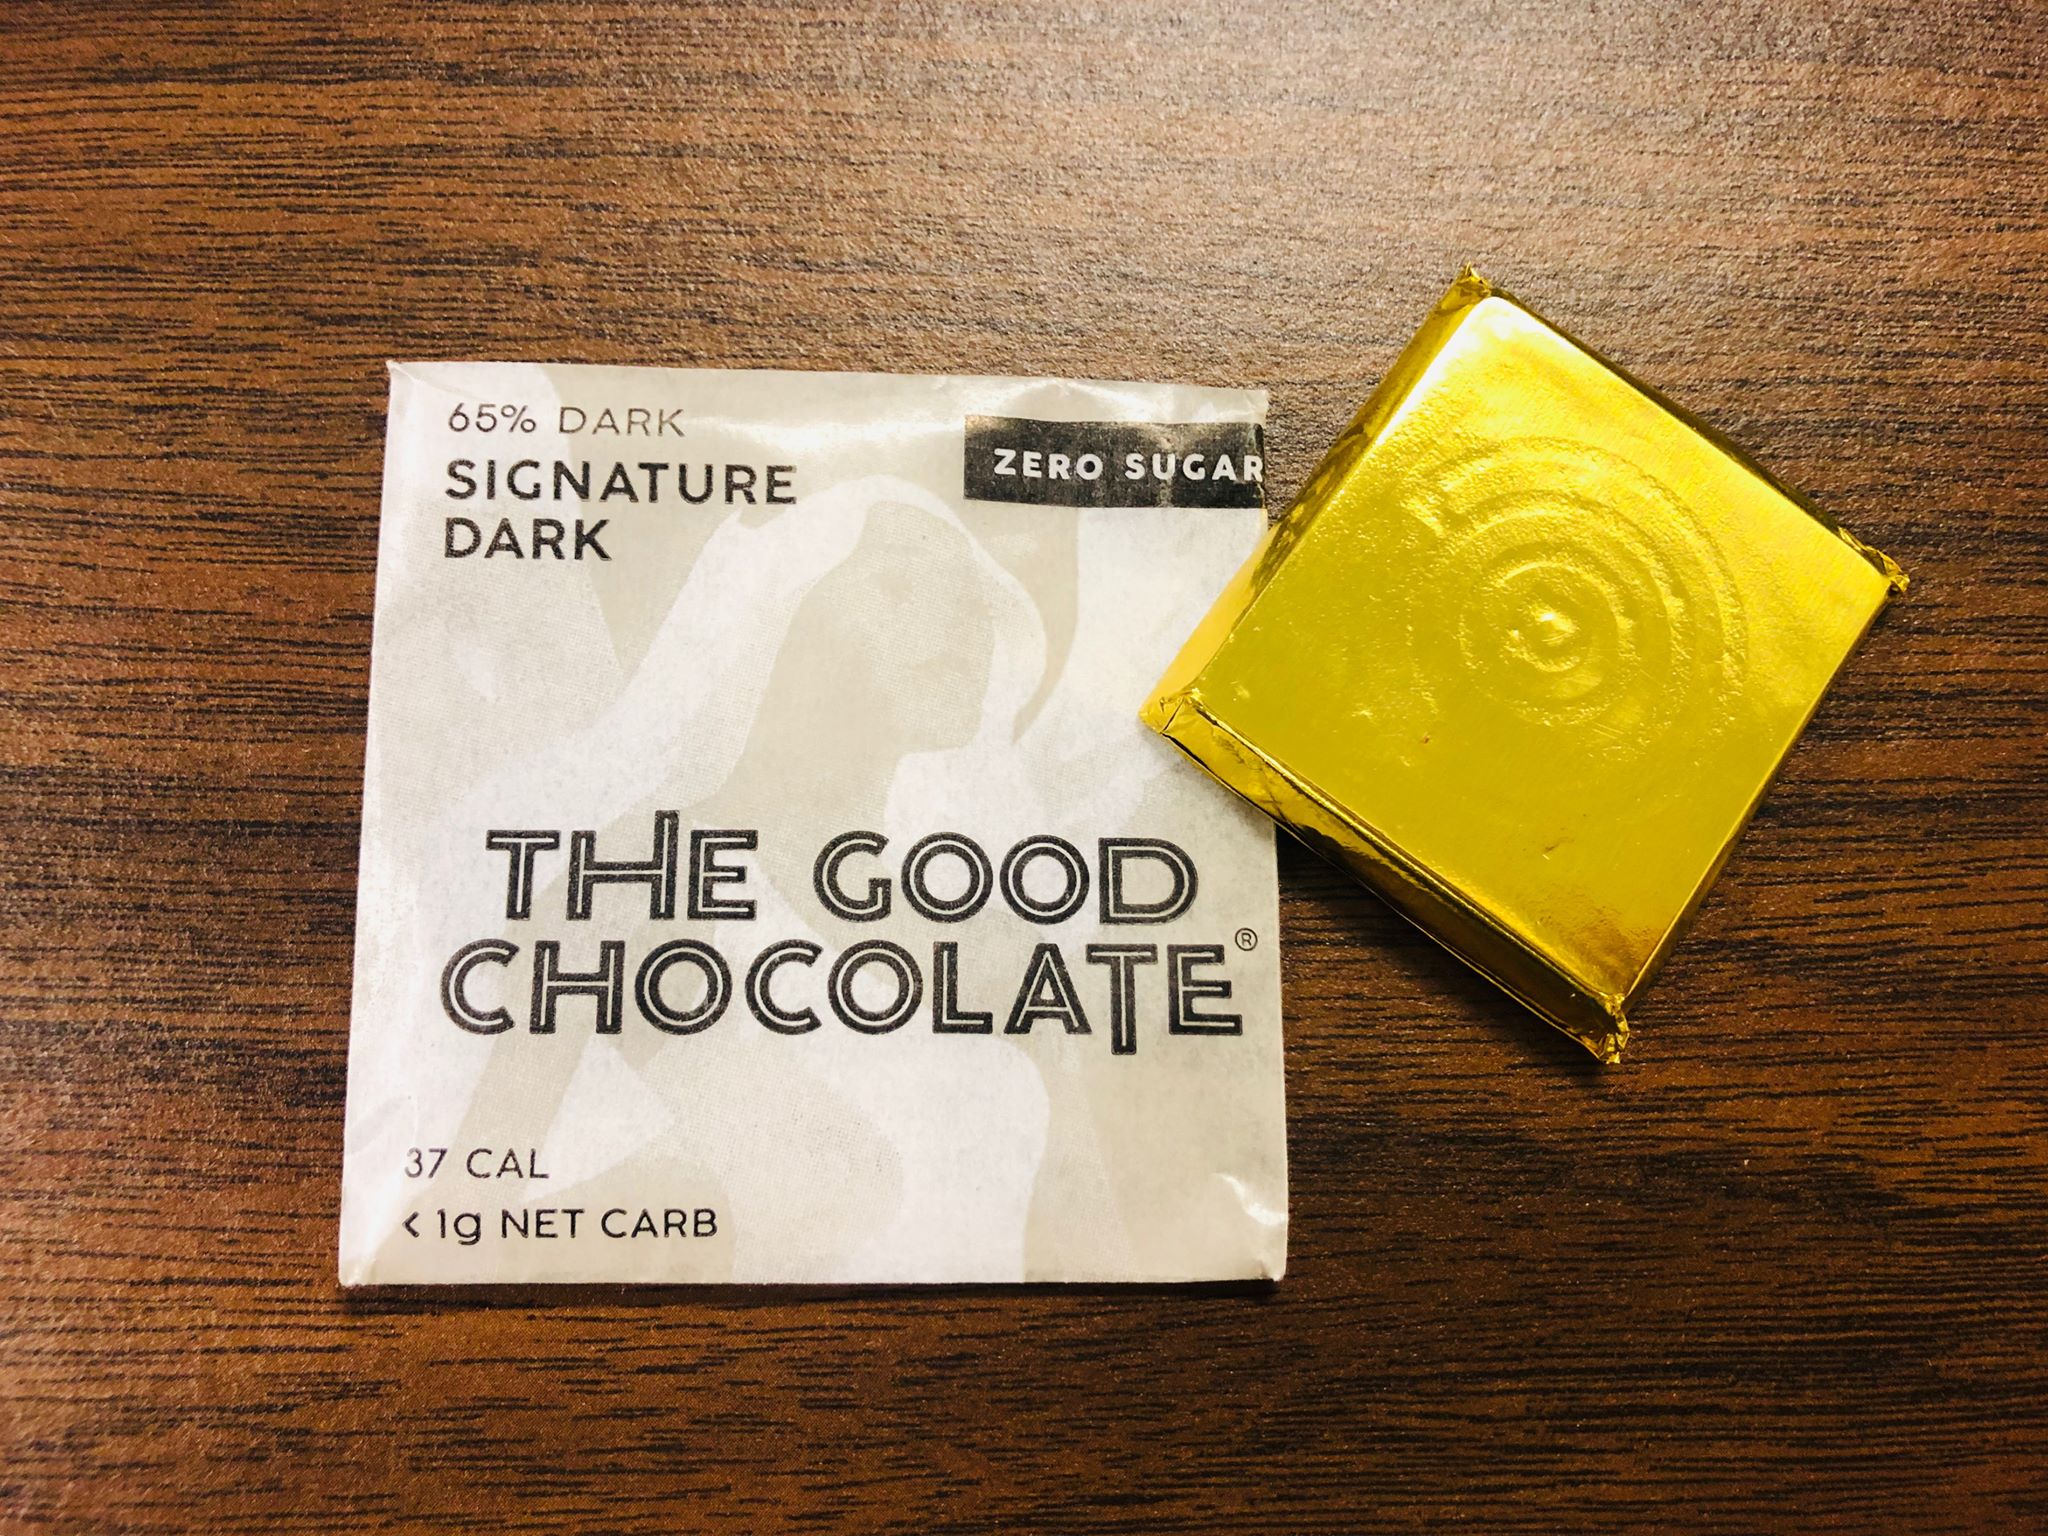 65% DARK
SIGNATURE
DARK
ZERO SUGAR
THE GOOD
CHOCOLATE®
37 CAL
< 1g NET CARB